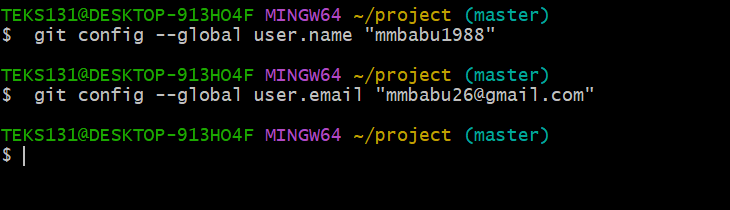 TEKS131@DESKTOP-913HO4F MINGW64 ~/project (master)
$  git config --global user.name "mmbabu1988"
TEKS131@DESKTOP-913HO4F MINGW64 ~/project (master)
$  git config --global user.email "mmbabu26@gmail.com"
TEKS131@DESKTOP-913HO4F MINGW64 ~/project (master)
$